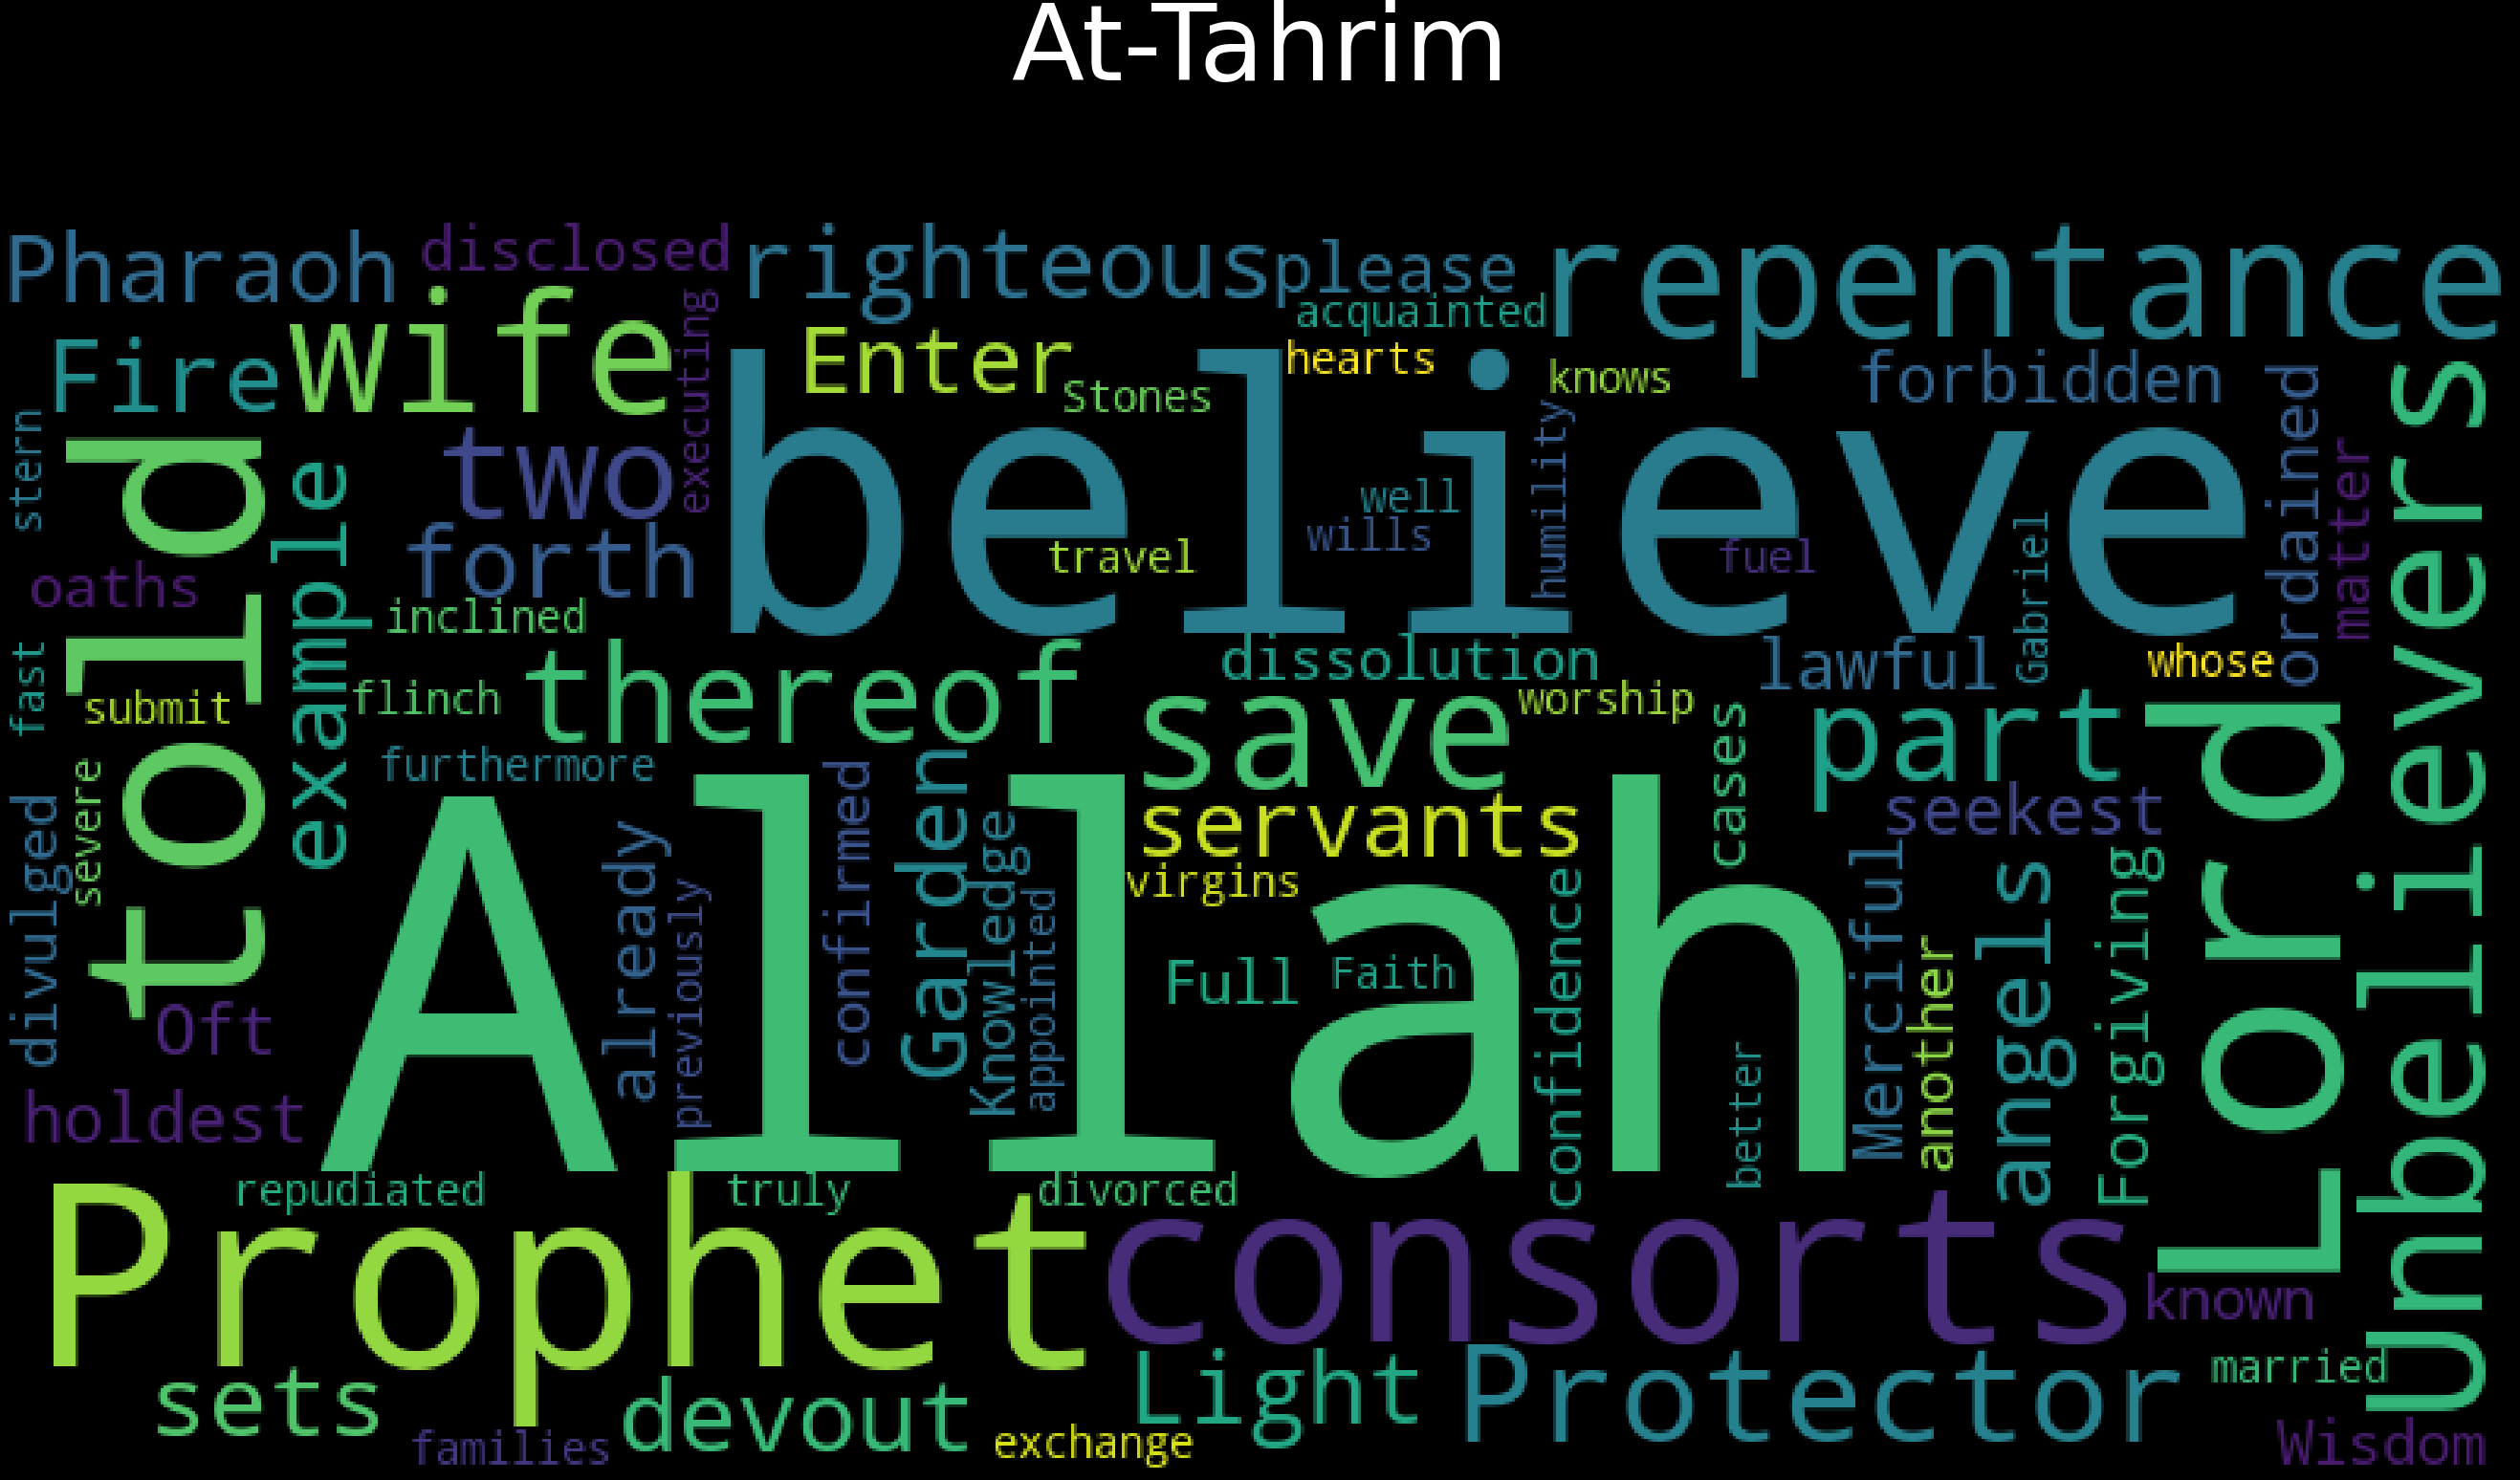 At-Tahrim
Pharaoh
disclosed
righteous
please
repentance
acquainted
Fire
wife
executing
Enter
hearts
Stones
knows
forbidden
stern
told
example
two
believe
humility
well
wills
travel
fuel
Gabriel
ordained
matter
Unbelievers
oaths
forth
inclined
fast
submit
flinch
thereof
dissolution
lawful
whose
save
worship
cases
part
Lord
furthermore
severe
divulged
Allah
already
previously
confirmed
Garden
Knowledge
appointed
servants
virgins
seekest
Full
Faith
confidence
better
Merciful
another
angels
Forgiving
Oft
holdest
repudiated
truly
divorced
Prophet
consorts
known
sets
devout
Light
Protector
married
families
exchange
Wisdom